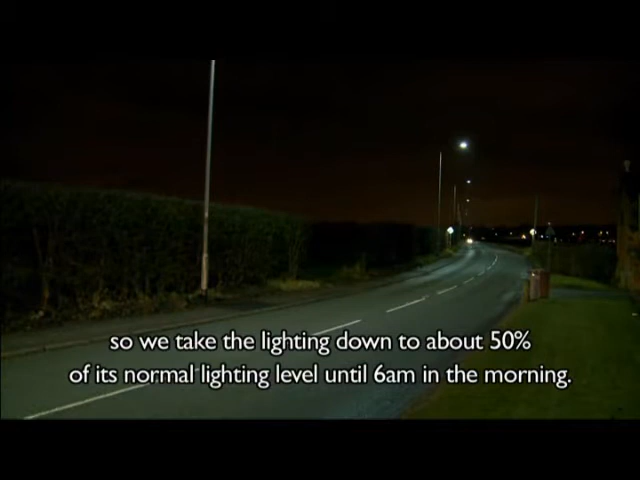 so we take the lighting down to about 50%
of its normal lighting level until 6am in the morning.